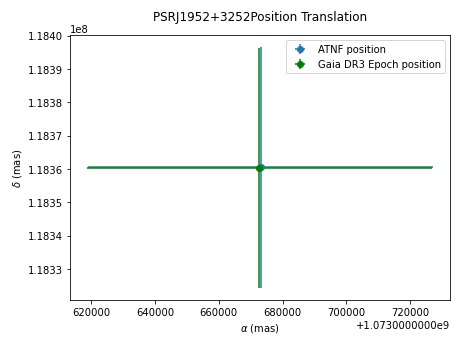 PSRJ1952+3252Position Translation
1e8
1.1840
1.1839
1.1838
1.1837
1.1836
1.1835
1.1834
1.1833
δ (mas)
ATNF position
Gaia DR3 Epoch position
620000 640000 660000 680000 700000 720000
α (mas)
+1.0730000000e9